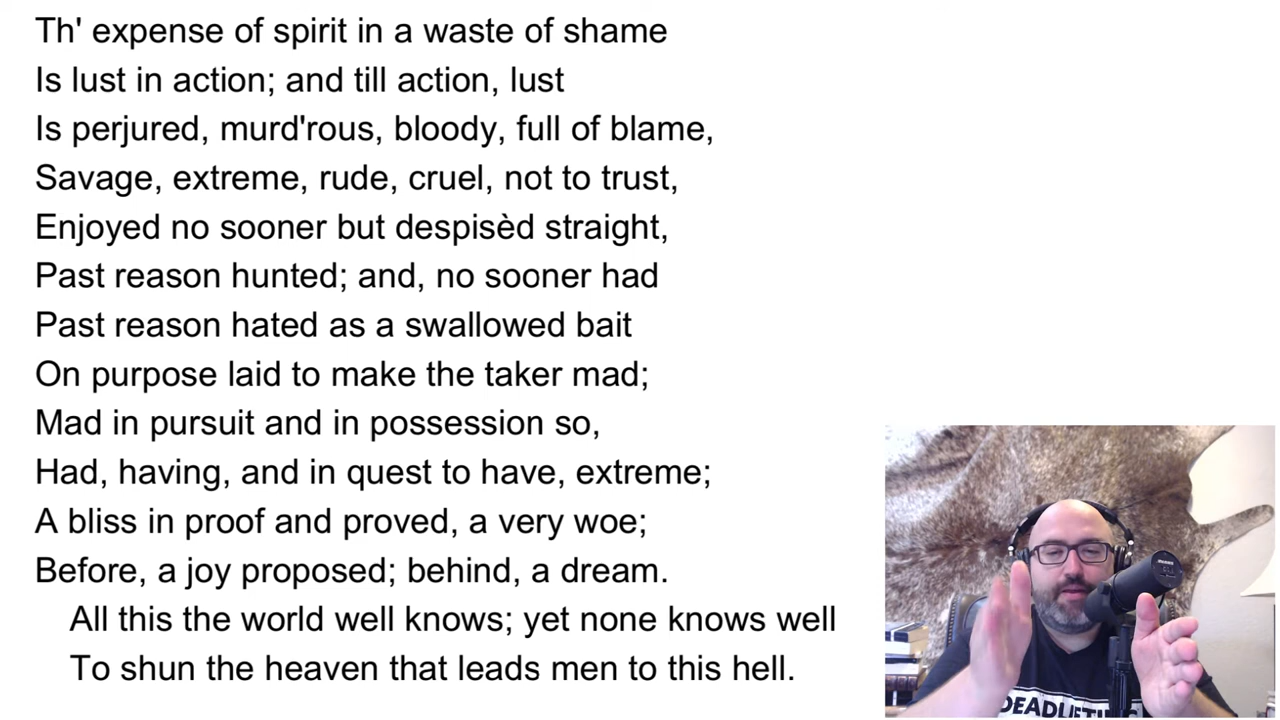 Th' expense of spirit in a waste of shame
Is lust in action; and till action, lust
Is perjured, murd'rous, bloody, full of blame,
Savage, extreme, rude, cruel, not to trust,
Enjoyed no sooner but despisèd straight,
Past reason hunted; and, no sooner had
Past reason hated as a swallowed bait
On purpose laid to make the taker mad;
Mad in pursuit and in possession so,
Had, having, and in quest to have, extreme;
A bliss in proof and proved, a very woe;
Before, a joy proposed; behind, a dream.
All this the world well knows; yet none knows well
To shun the heaven that leads men to this hell.